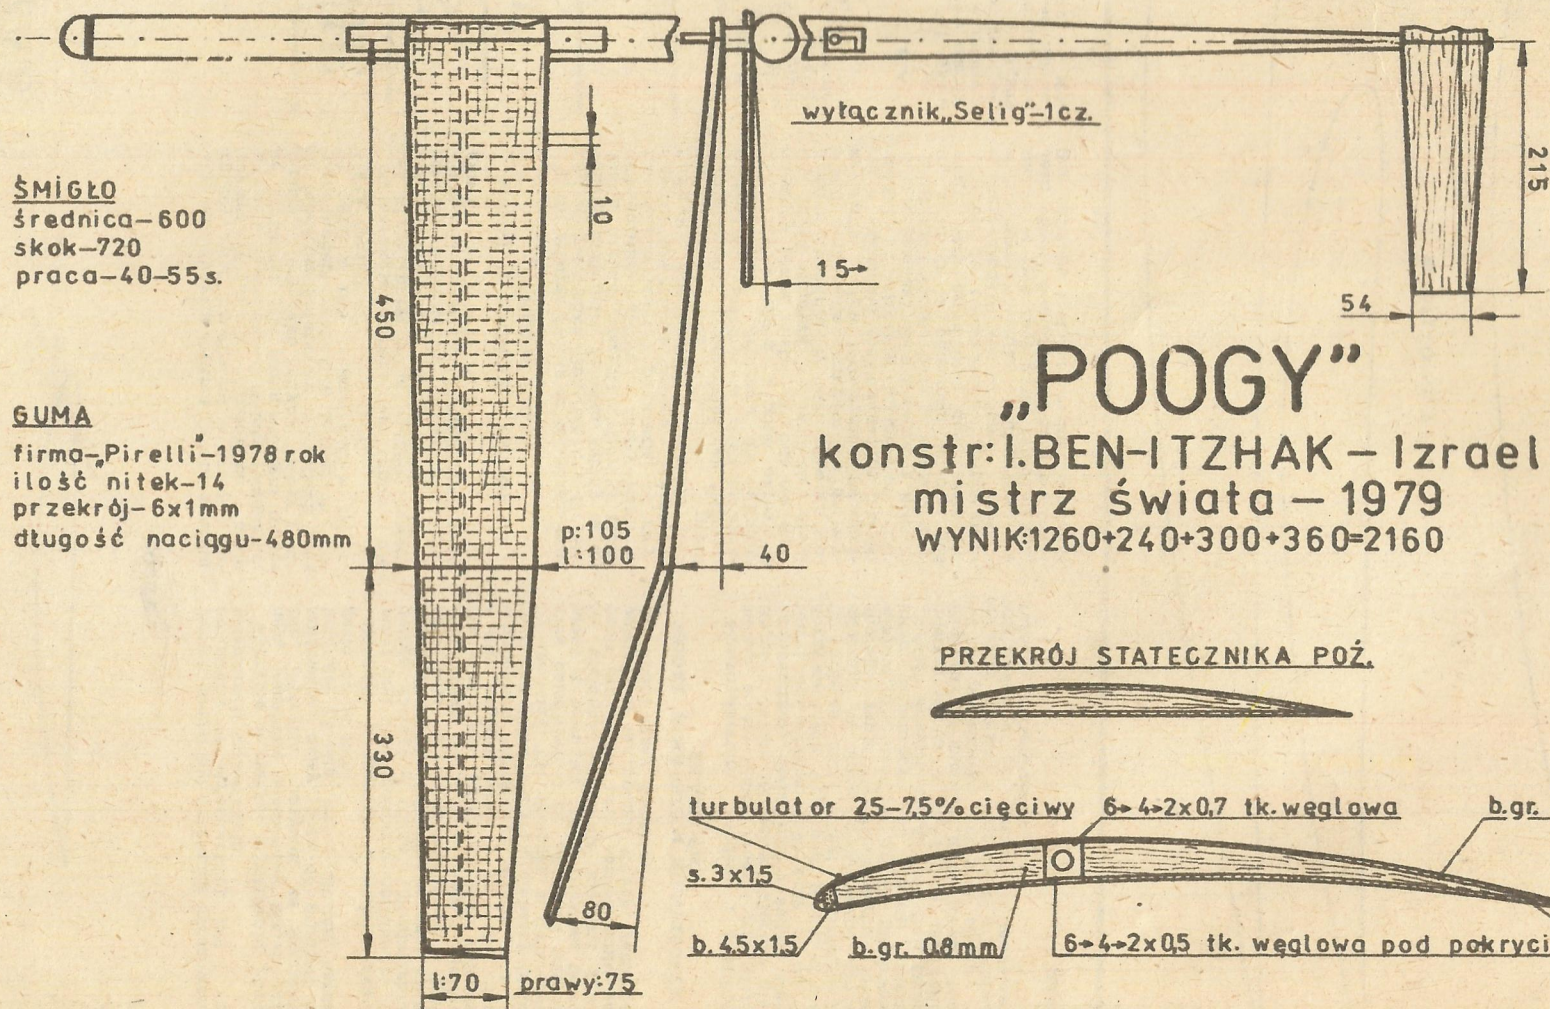 wyłącznik„Selig”-1cz.
ŚMIGŁO
średnica-600
skok-720
praca-40-55s.
450
10
15
215
54
„POOGY”
konstr:I.BEN-ITZHAK - Izrael
mistrz świata - 1979
WYNIK:1260+240+300+360=2160
GUMA
firma-„Pirelli”-1978 rok
ilość nitek-14
przekrój-6x1mm
długość naciągu-480mm
p:105
l:100
40
330
80
l:70
prawy:75
PRZEKRÓJ STATECZNIKA POŹ.
turbulator 2,5-7,5% cięciwy
6→4→2x0,7 tk.węglowa
b.gr.
s.3x1,5
b. 4,5x1,5
b.gr. 0,8mm
6→4→2x0,5 tk. węglowa pod pokryci